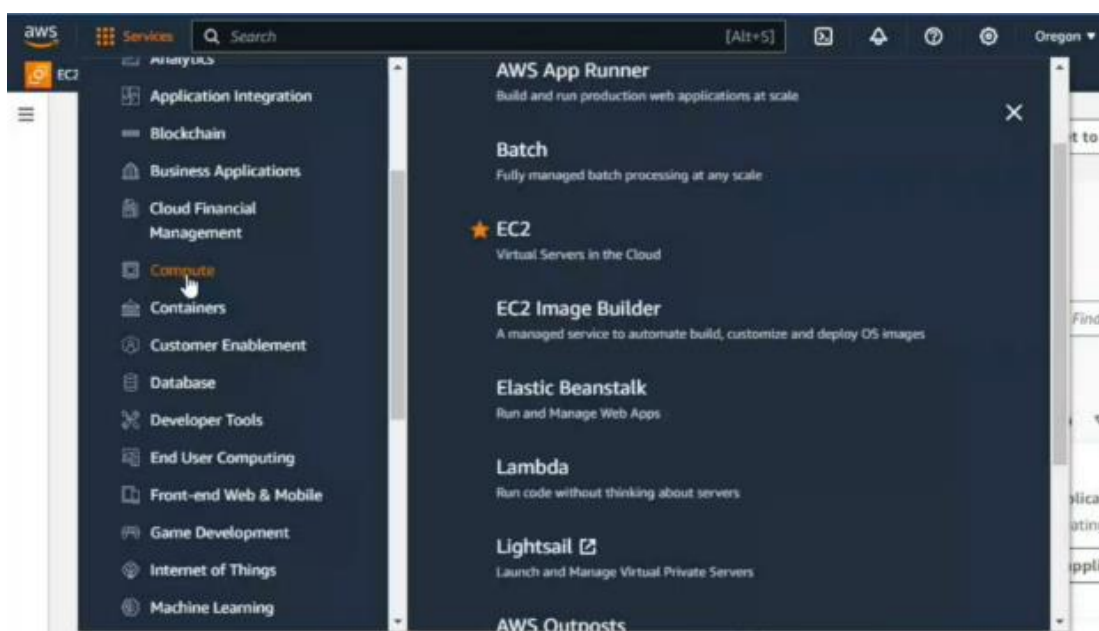 aws
Services
Search
[Alt+S]
Oregon
EC2
Analytics
Application Integration
Blockchain
Business Applications
Cloud Financial
Management
Compute
Containers
Customer Enablement
Database
Developer Tools
End User Computing
Front-end Web & Mobile
Game Development
Internet of Things
Machine Learning
AWS App Runner
Build and run production web applications at scale
Batch
Fully managed batch processing at any scale
EC2
Virtual Servers in the Cloud
EC2 Image Builder
A managed service to automate build, customize and deploy OS images
Elastic Beanstalk
Run and Manage Web Apps
Lambda
Run code without thinking about servers
Lightsail
Launch and Manage Virtual Private Servers
AWS Outposts
to